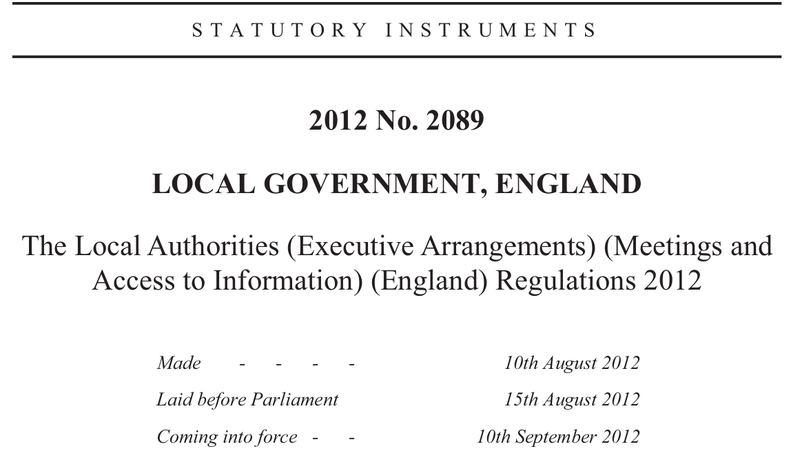 STATUTORY INSTRUMENTS
2012 No. 2089
LOCAL GOVERNMENT, ENGLAND
The Local Authorities (Executive Arrangements) (Meetings and
Access to Information) (England) Regulations 2012
Made - - - - 10th August 2012
Laid before Parliament 15th August 2012
Coming into force - - 10th September 2012